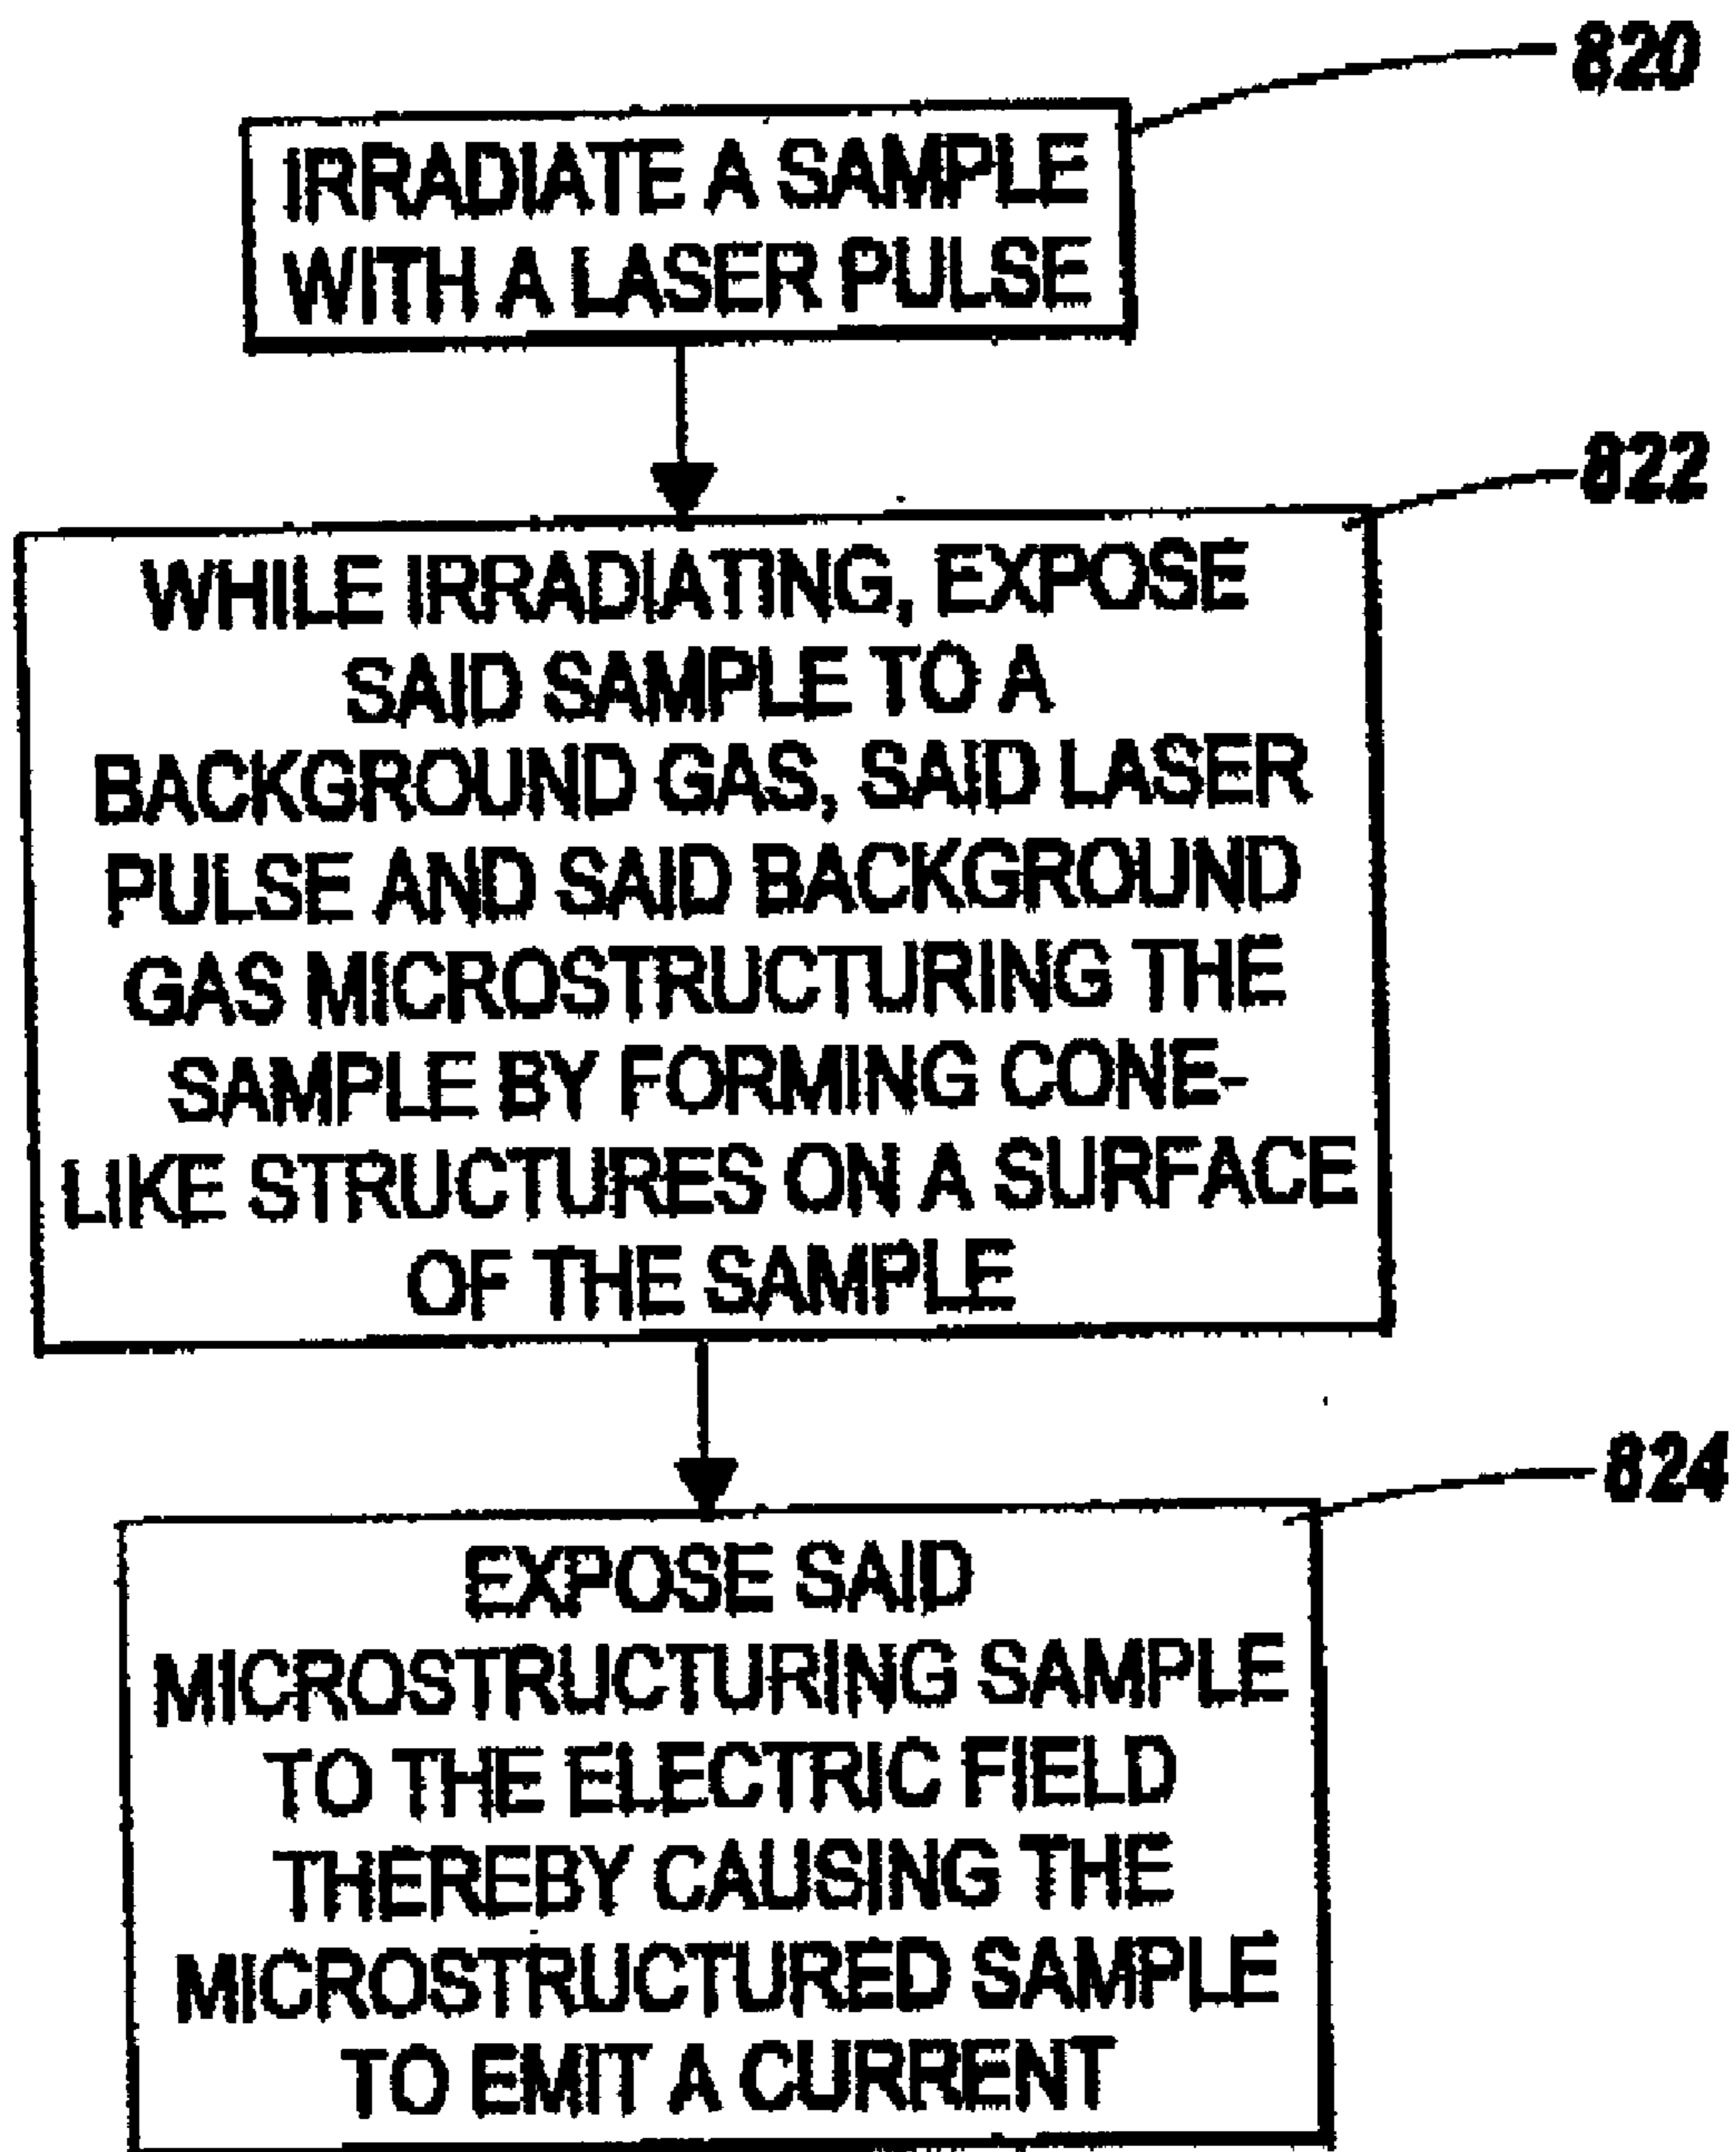 820
IRRADIATE A SAMPLE
WITH A LASER PULSE
822
WHILE IRRADIATING, EXPOSE
SAID SAMPLE TO A
BACKGROUND GAS, SAID LASER
PULSE AND SAID BACKGROUND
GAS MICROSTRUCTURING THE
SAMPLE BY FORMING CONE-
LIKE STRUCTURES ON A SURFACE
OF THE SAMPLE
824
EXPOSE SAID
MICROSTRUCTURING SAMPLE
TO THE ELECTRIC FIELD
THEREBY CAUSING THE
MICROSTRUCTURED SAMPLE
TO EMIT A CURRENT